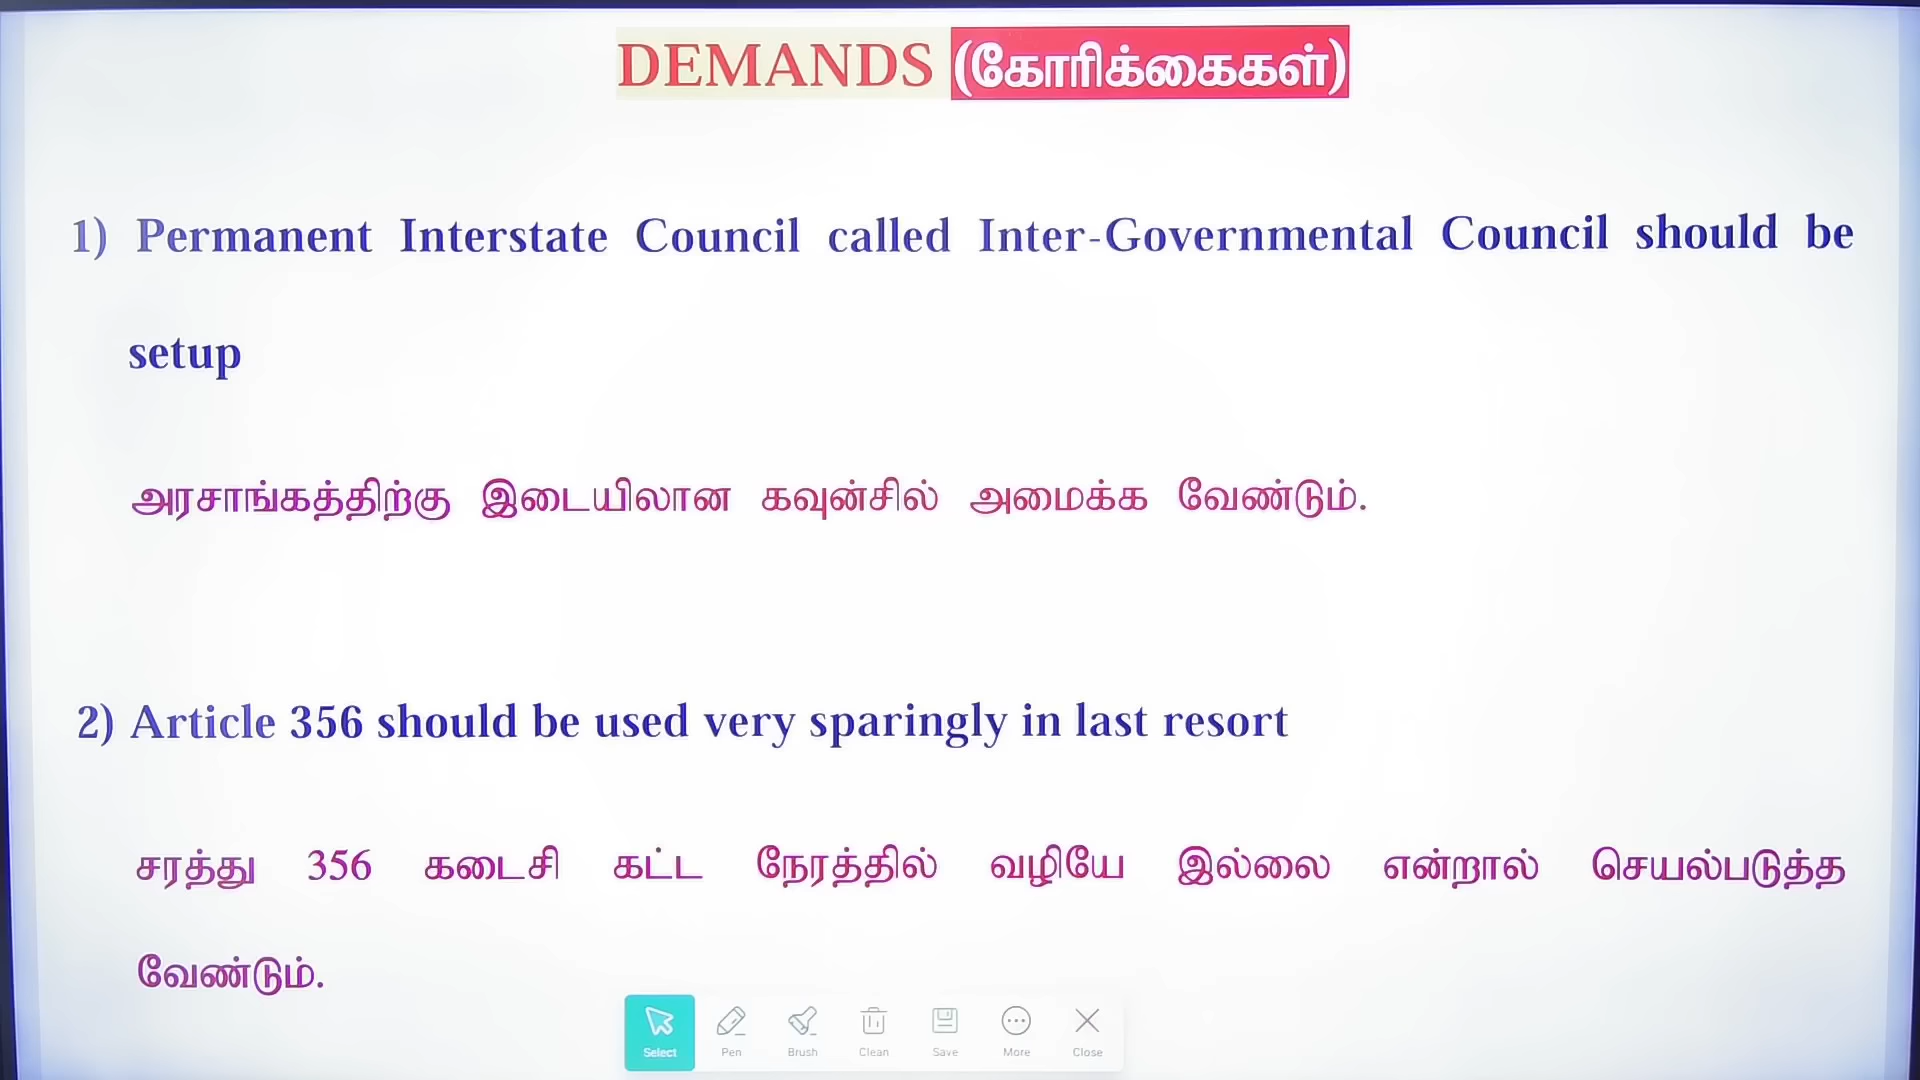 DEMANDS (கோரிக்கைகள்)
1) Permanent Interstate Council called Inter-Governmental Council should be
setup
அரசாங்கத்திற்கு இடையிலான கவுன்சில் அமைக்க வேண்டும்.
2) Article 356 should be used very sparingly in last resort
சரத்து 356 கடைசி கட்ட நேரத்தில் வழியே இல்லை என்றால் செயல்படுத்த
வேண்டும்.
Select Pen Brush Clean Save More Close